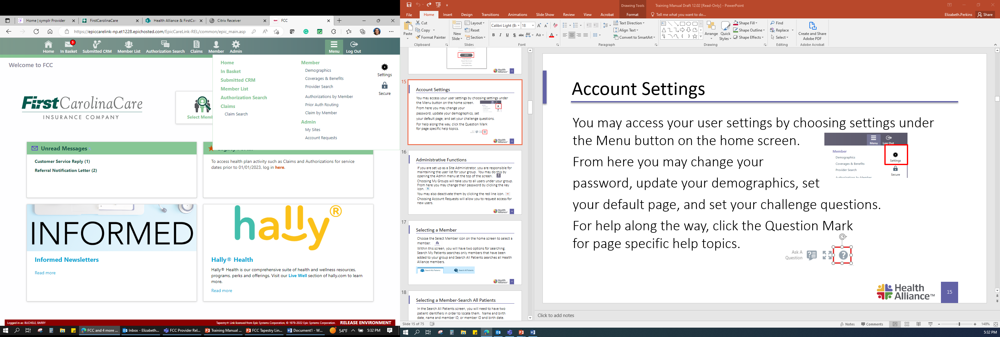 Home | symplr Provider
FirstCarolinaCare
Health Alliance & FirstCar
Citrix Receiver
FCC
https://epiccarelink-np.et1228.epichosted.com/EpicCareLink-REL/common/epic_main.asp
Home
In Basket
3
Submitted CRM
Member List
Authorization Search
Claims
Member
Admin
Menu
Log Out
Welcome to FCC
Home
In Basket
Submitted CRM
Member List
Authorization Search
Claims
Claim Search
Member
Demographics
Coverages & Benefits
Provider Search
Authorizations by Member
Prior Auth Routing
Claim by Member
Admin
My Sites
Account Requests
Settings
Secure
FirstCarolinaCare
INSURANCE COMPANY
Select Memb
Unread Messages
Customer Service Reply (1)
Referral Notification Letter (2)
To access health plan activity such as Claims and Authorizations for service
dates prior to 01/01/2023, log in here.
INFORMED
Informed Newsletters
Read more
hally®
Hally® Health
Hally® Health is our comprehensive suite of health and wellness resources,
programs, perks and offerings. Visit our Live Well section of hally.com to learn
more.
Read more
Logged in as: BUCHELE, BARRY
Tapestry® Link licensed from Epic Systems Corporation, © 1979-2022 Epic Systems Corporation.
RELEASE ENVIRONMENT
FCC and 4 more ...
Inbox - Elizabeth...
FCC Provider Rel...
Training Manual ...
FCC Tapestry Lin...
Document1 - W...
54°F
5:32 PM
Drawing Tools
Training Manual Draft 12.02 [Read-Only] - PowerPoint
File
Home
Insert
Design
Transitions
Animations
Slide Show
Review
View
Acrobat
Format
Tell me what you want to do...
Elizabeth.Perkins
Share
Paste
Cut
Copy
Format Painter
Clipboard
New
Slide
Layout
Reset
Section
Slides
Calibri Light (B
18
B I U S abc AV Aa A
Font
Text Direction
Align Text
Convert to SmartArt
Paragraph
Arrange
Quick
Styles
Shape Fill
Shape Outline
Shape Effects
Drawing
Find
Replace
Select
Editing
Create and Share
Adobe PDF
Adobe Acrobat
Health
Alliance
15
Account Settings
You may access your user settings by choosing settings under
the Menu button on the home screen.
From here you may change your
password, update your demographics, set
your default page, and set your challenge questions.
For help along the way, click the Question Mark
for page specific help topics.
Health
Alliance
16
Administrative Functions
If you are set up as a Site Administrator, you are responsible for
maintaining the user list for your group. You may do this by
opening the Admin menu at the top of the screen.
Choosing My Groups will take you to all users under your group.
From here you may change their password by clicking the key
icon.
You may also deactivate them by clicking the red line icon.
Choosing Account Requests will allow you to request access for
new users.
Health
Alliance
17
Selecting a Member
Choose the Select Member icon on the home screen to select a
member.
Within this screen, you will have two options for searching.
Search My Patients searches only members that have been
added to your group and Search All Patients searches all Health
Alliance members.
Search My Patients
Search All Patients
Health
Alliance
18
Selecting a Member-Search All Patients
In the Search All Patients screen, you will need to have two
patient identifiers in order to locate them. Name and birth
date, name and member ID, or member ID and birth date.
Account Settings
You may access your user settings by choosing settings under
the Menu button on the home screen.
From here you may change your
password, update your demographics, set
your default page, and set your challenge questions.
For help along the way, click the Question Mark
for page specific help topics.
Menu
Log Out
Member
Demographics
Coverages & Benefits
Provider Search
Authorizations by Member
Settings
Secure
Ask A
Question
Health
Alliance™
15
Click to add notes
Slide 15 of 75
Notes
Comments
148%
5:32 PM